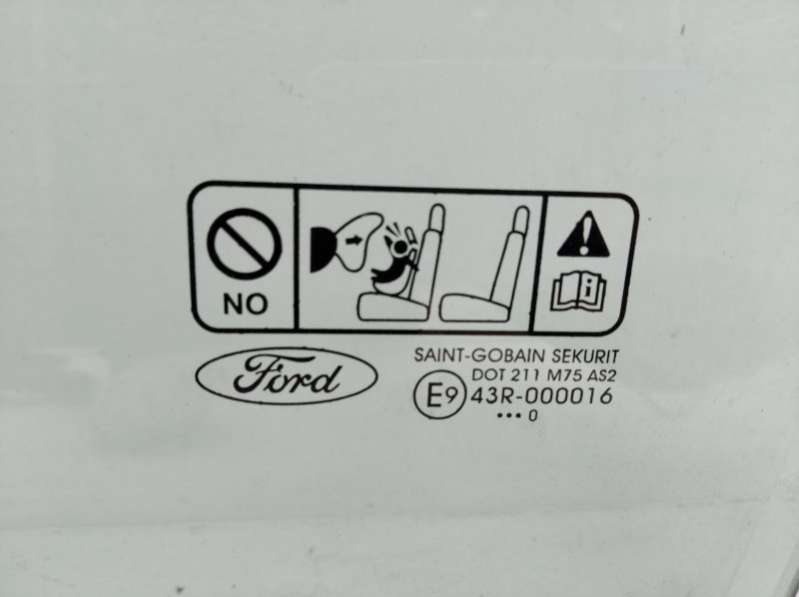 NO
i
Ford
SAINT-GOBAIN SEKURIT
DOT 211 M75 AS2
E9 43R-000016
••• 0